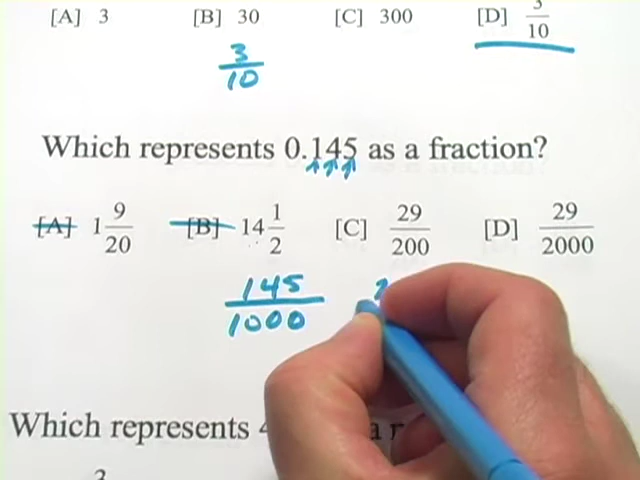 [A] 3 [B] 30 [C] 300 [D] 3/10
3/10
Which represents 0.145 as a fraction?
[A] 1 9/20 [B] 14 1/2 [C] 29/200 [D] 29/2000
145/1000
Which represents